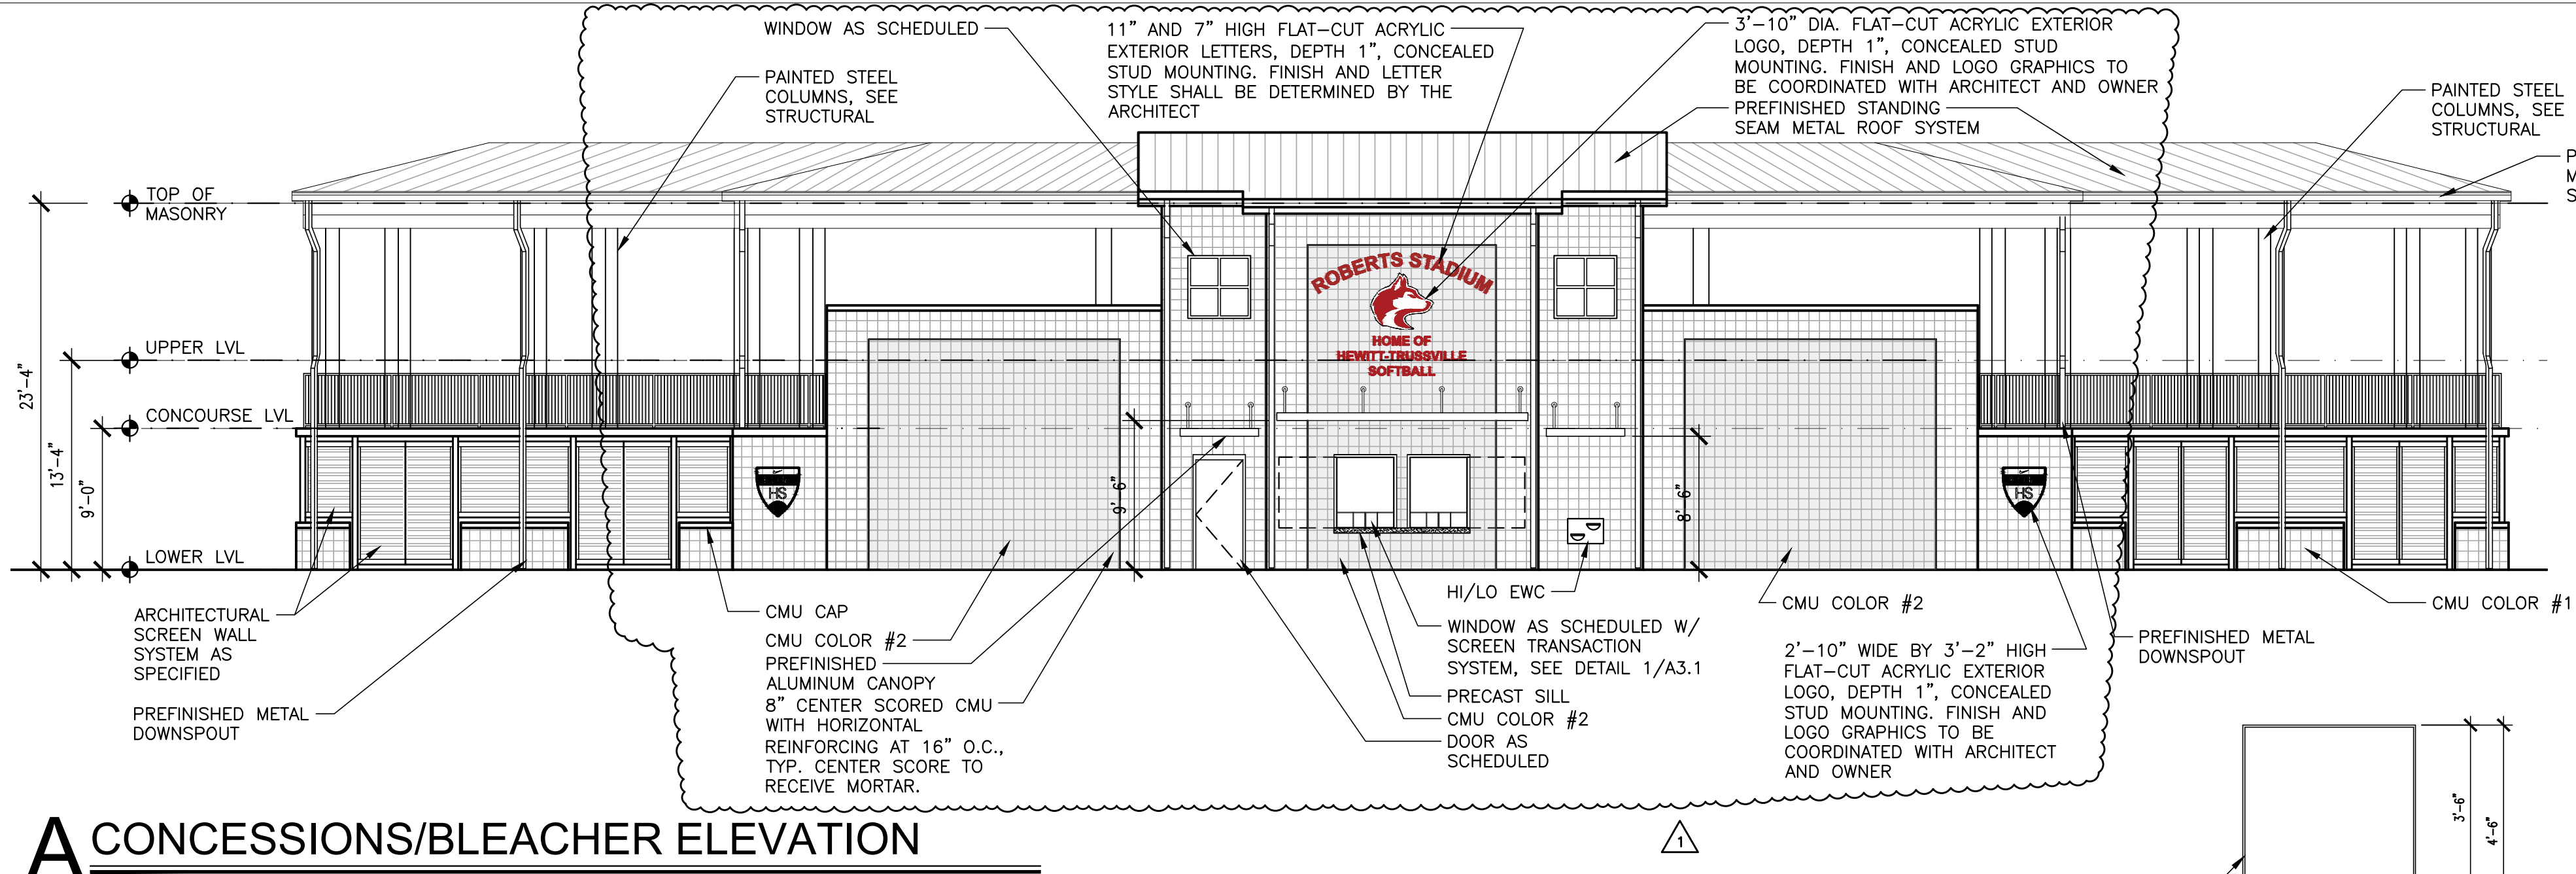 WINDOW AS SCHEDULED
PAINTED STEEL
COLUMNS, SEE
STRUCTURAL
11” AND 7” HIGH FLAT-CUT ACRYLIC
EXTERIOR LETTERS, DEPTH 1”, CONCEALED
STUD MOUNTING. FINISH AND LETTER
STYLE SHALL BE DETERMINED BY THE
ARCHITECT
3’-10” DIA. FLAT-CUT ACRYLIC EXTERIOR
LOGO, DEPTH 1”, CONCEALED STUD
MOUNTING. FINISH AND LOGO GRAPHICS TO
BE COORDINATED WITH ARCHITECT AND OWNER
PREFINISHED STANDING
SEAM METAL ROOF SYSTEM
PAINTED STEEL
COLUMNS, SEE
STRUCTURAL
P
M
S
TOP OF
MASONRY
UPPER LVL
CONCOURSE LVL
LOWER LVL
23’-4”
13’-4”
9’-0”
ROBERTS STADIUM
HOME OF
HEWITT-TRUSSVILLE
SOFTBALL
HS
HS
9’-6”
8’-6”
ARCHITECTURAL
SCREEN WALL
SYSTEM AS
SPECIFIED
PREFINISHED METAL
DOWNSPOUT
CMU CAP
CMU COLOR #2
PREFINISHED
ALUMINUM CANOPY
8” CENTER SCORED CMU
WITH HORIZONTAL
REINFORCING AT 16” O.C.,
TYP. CENTER SCORE TO
RECEIVE MORTAR.
HI/LO EWC
WINDOW AS SCHEDULED W/
SCREEN TRANSACTION
SYSTEM, SEE DETAIL 1/A3.1
PRECAST SILL
CMU COLOR #2
DOOR AS
SCHEDULED
CMU COLOR #2
2’-10” WIDE BY 3’-2” HIGH
FLAT-CUT ACRYLIC EXTERIOR
LOGO, DEPTH 1”, CONCEALED
STUD MOUNTING. FINISH AND
LOGO GRAPHICS TO BE
COORDINATED WITH ARCHITECT
AND OWNER
PREFINISHED METAL
DOWNSPOUT
CMU COLOR #1
3’-6”
4’-6”
1
A CONCESSIONS/BLEACHER ELEVATION